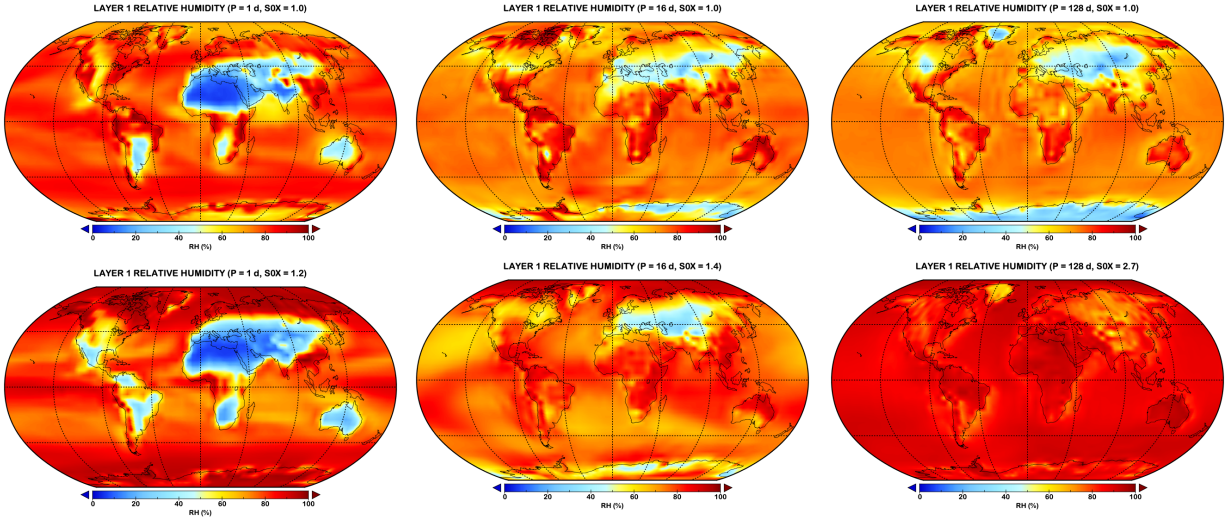 LAYER 1 RELATIVE HUMIDITY (P = 1 d, S0X = 1.0)
LAYER 1 RELATIVE HUMIDITY (P = 16 d, S0X = 1.0)
LAYER 1 RELATIVE HUMIDITY (P = 128 d, S0X = 1.0)
0 20 40 60 80 100
RH (%)
0 20 40 60 80 100
RH (%)
0 20 40 60 80 100
RH (%)
LAYER 1 RELATIVE HUMIDITY (P = 1 d, S0X = 1.2)
LAYER 1 RELATIVE HUMIDITY (P = 16 d, S0X = 1.4)
LAYER 1 RELATIVE HUMIDITY (P = 128 d, S0X = 2.7)
0 20 40 60 80 100
RH (%)
0 20 40 60 80 100
RH (%)
0 20 40 60 80 100
RH (%)